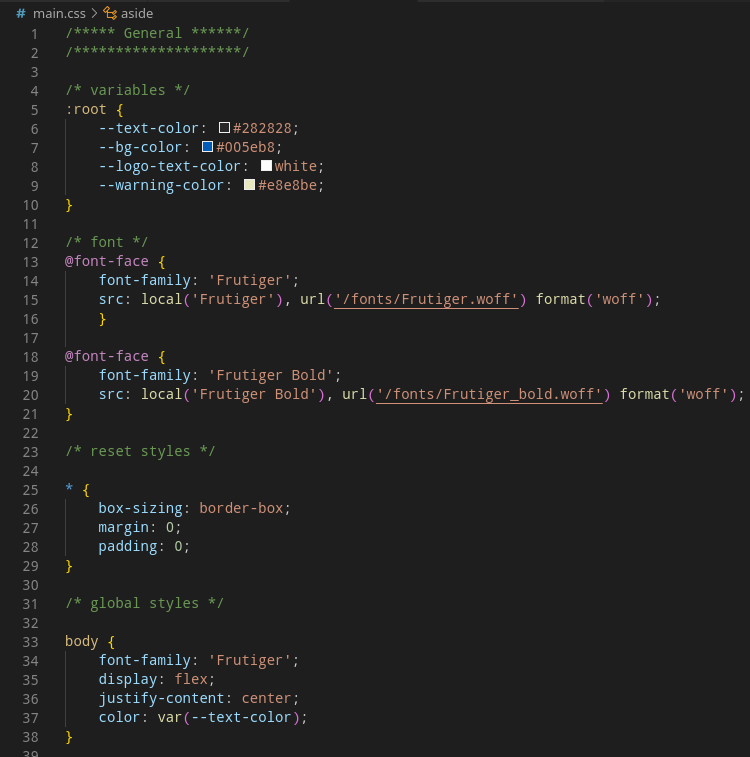 # main.css > aside
1 /***** General ******/
2 /********************/
3
4 /* variables */
5 :root {
6     --text-color: #282828;
7     --bg-color: #005eb8;
8     --logo-text-color: white;
9     --warning-color: #e8e8be;
10 }
11
12 /* font */
13 @font-face {
14     font-family: 'Frutiger';
15     src: local('Frutiger'), url('/fonts/Frutiger.woff') format('woff');
16     }
17
18 @font-face {
19     font-family: 'Frutiger Bold';
20     src: local('Frutiger Bold'), url('/fonts/Frutiger_bold.woff') format('woff');
21 }
22
23 /* reset styles */
24
25 * {
26     box-sizing: border-box;
27     margin: 0;
28     padding: 0;
29 }
30
31 /* global styles */
32
33 body {
34     font-family: 'Frutiger';
35     display: flex;
36     justify-content: center;
37     color: var(--text-color);
38 }
39